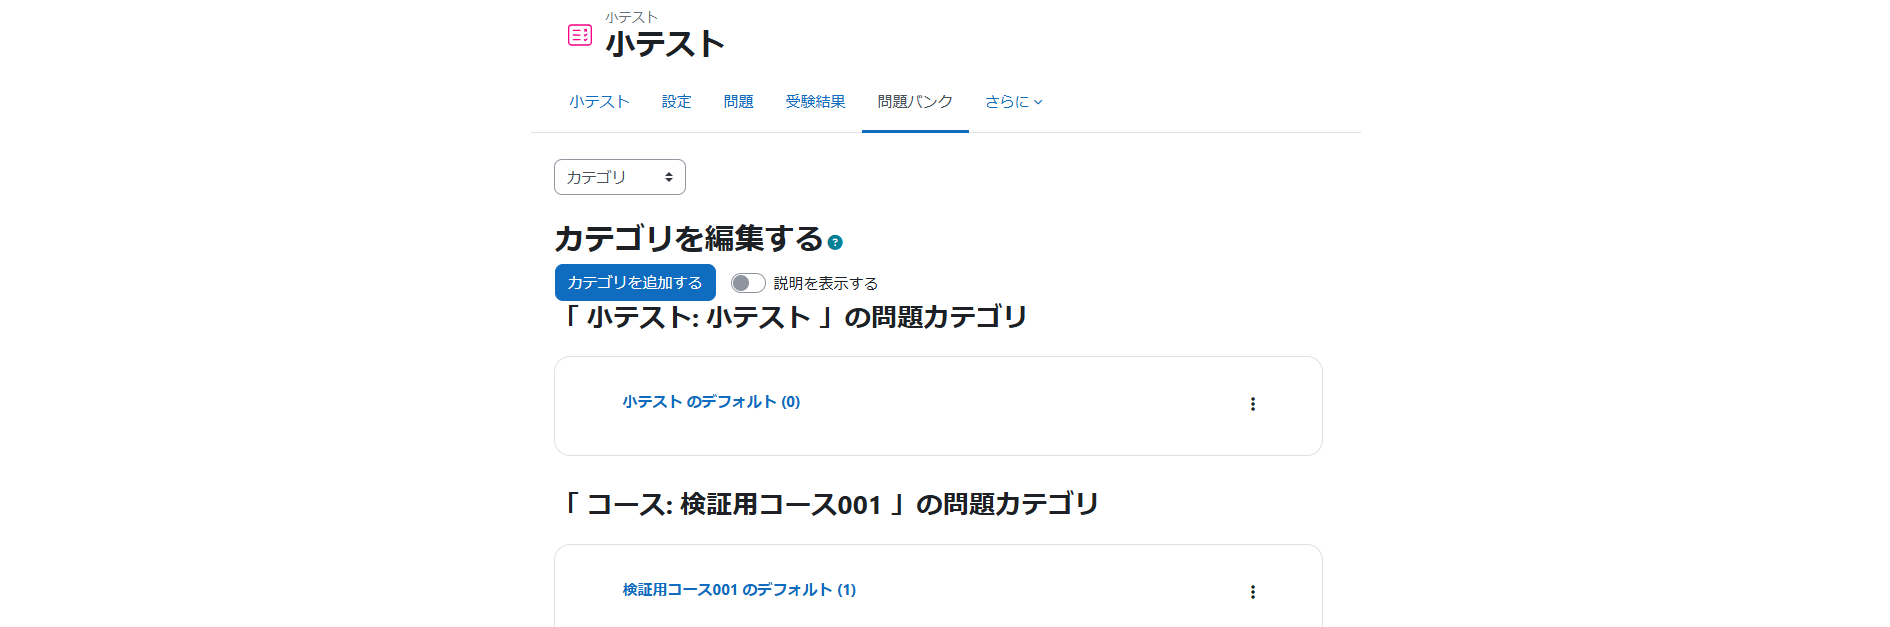 小テスト
小テスト
小テスト 設定 問題 受験結果 問題バンク さらに
カテゴリ
カテゴリを編集する ?
カテゴリを追加する 説明を表示する
「 小テスト: 小テスト 」の問題カテゴリ
小テスト のデフォルト (0)
「 コース: 検証用コース001 」の問題カテゴリ
検証用コース001 のデフォルト (1)